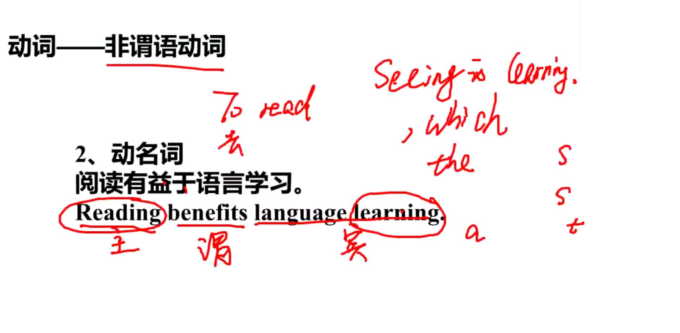 动词——非谓语动词
Seeing is learning.
To read
去
, which
the
s
2、动名词
阅读有益于语言学习。
s
Reading benefits language learning.
a
t
主 谓 宾